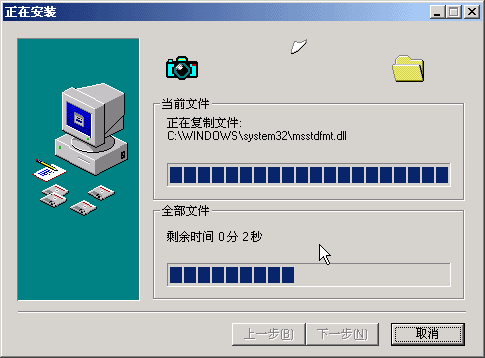 正在安装
当前文件
正在复制文件:
C:\WINDOWS\system32\msstdfmt.dll
全部文件
剩余时间 0 分 2 秒
上一步(B)
下一步(N)
取消